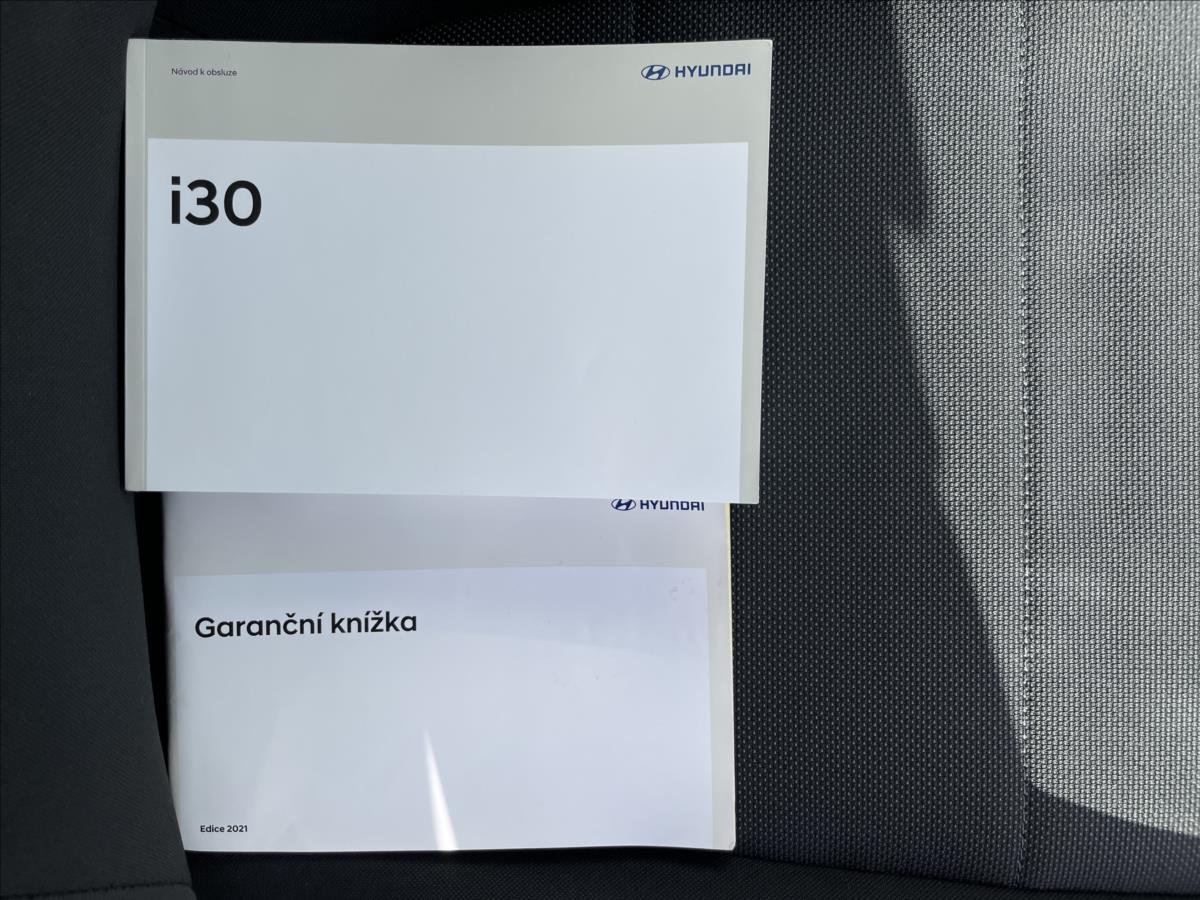 Návod k obsluze
HYUNDAI
i30
HYUNDAI
Garanční knížka
Edice 2021